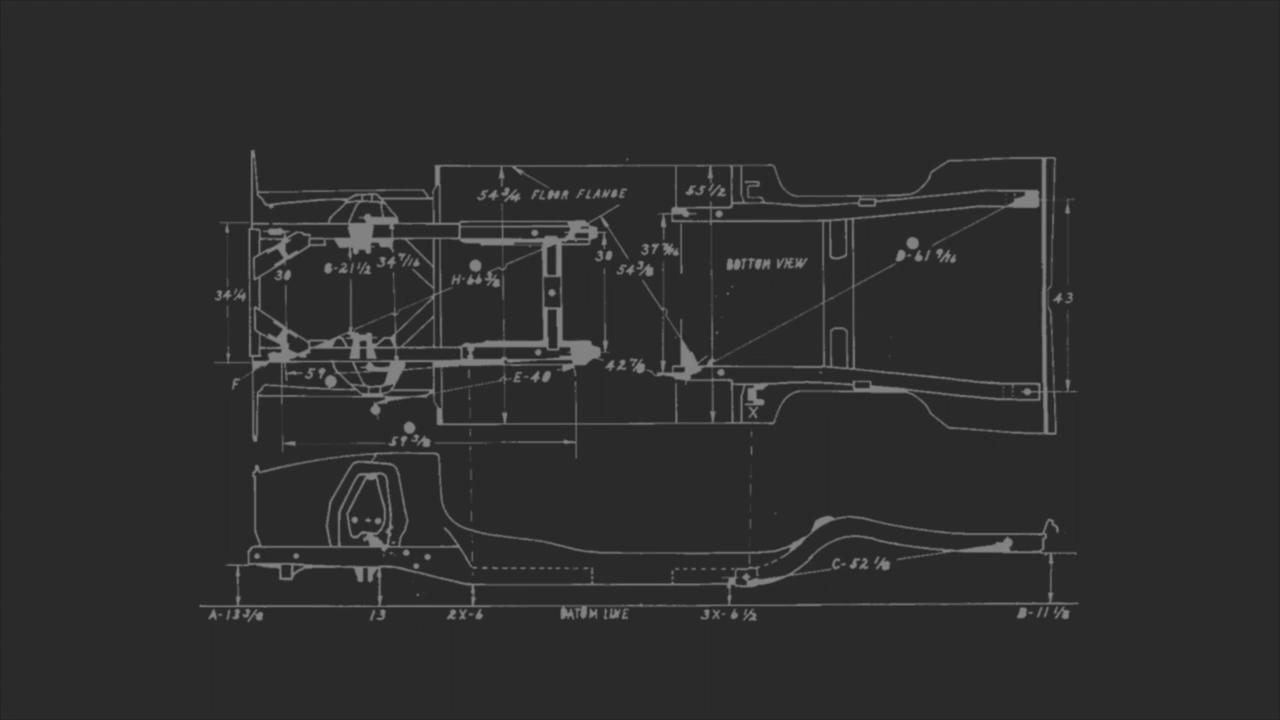 54 3/4 FLOOR FLANGE
55 1/2
37 3/16
30
54 3/8
BOTTOM VIEW
D-61 9/16
30
G-21 1/2
34 7/16
H-66 3/8
34 1/4
43
F
59
E-40
42 7/8
X
59 3/8
C-52 1/8
A-13 3/8
13
2X-6
DATUM LINE
3X-6 1/2
B-11 1/8